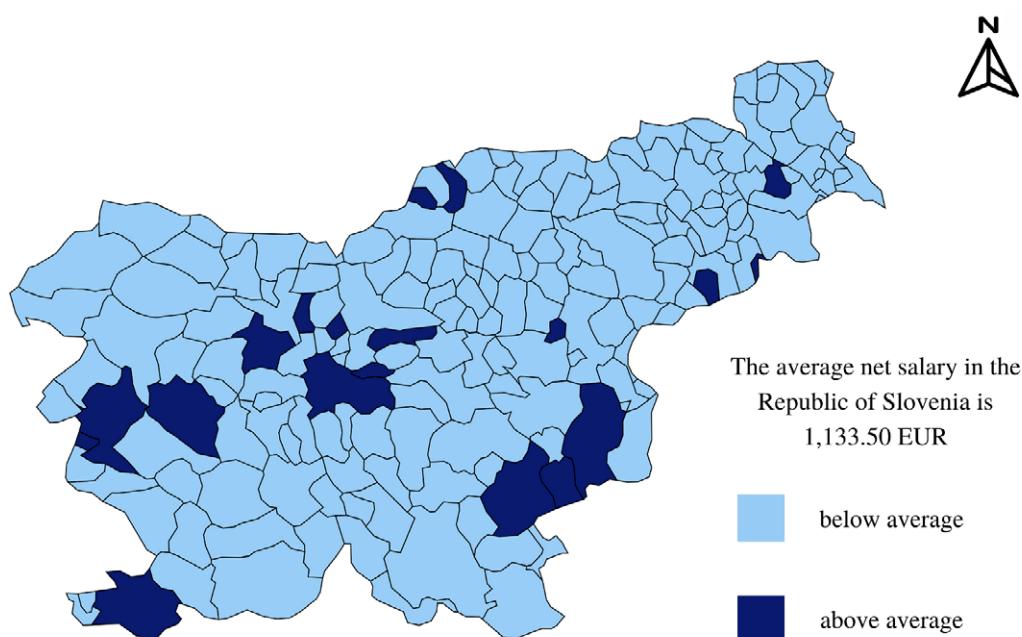 N
The average net salary in the
Republic of Slovenia is
1,133.50 EUR
below average
above average